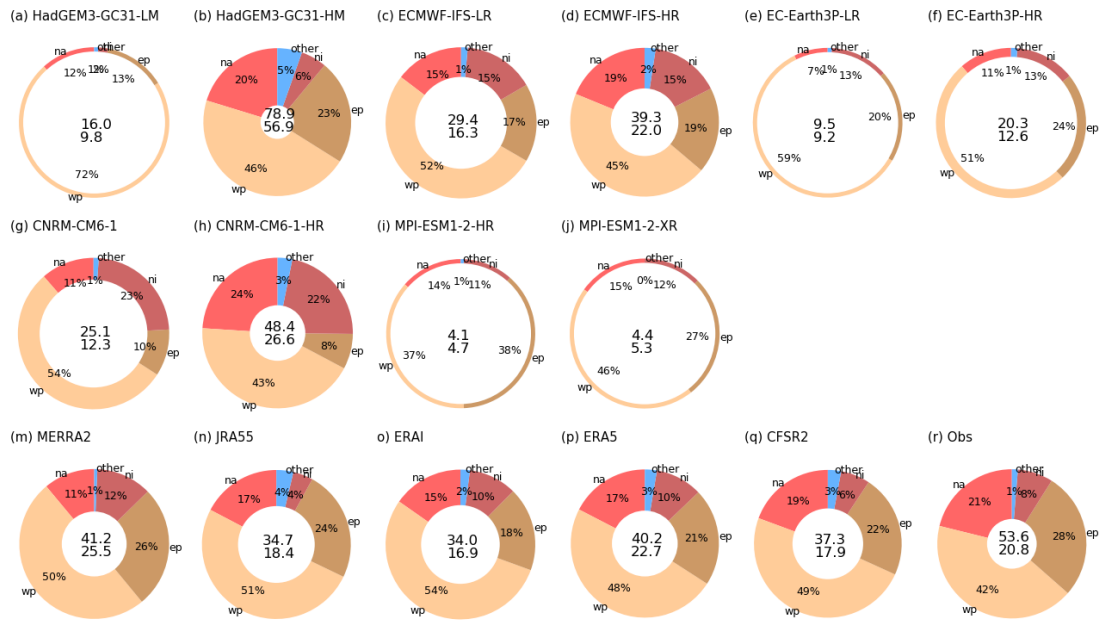 (a) HadGEM3-GC31-LM
(b) HadGEM3-GC31-HM
(c) ECMWF-IFS-LR
(d) ECMWF-IFS-HR
(e) EC-Earth3P-LR
(f) EC-Earth3P-HR
na
other
ep
12%
1%
2%
13%
16.0
9.8
72%
wp
na
other
ni
20%
5%
6%
23%
ep
78.9
56.9
46%
wp
na
other
ni
15%
1%
15%
17%
ep
29.4
16.3
52%
wp
na
other
ni
19%
2%
15%
19%
ep
39.3
22.0
45%
wp
na
other
ni
7%
1%
13%
20%
ep
9.5
9.2
59%
wp
na
other
ni
11%
1%
13%
24%
ep
20.3
12.6
51%
wp
(g) CNRM-CM6-1
(h) CNRM-CM6-1-HR
(i) MPI-ESM1-2-HR
(j) MPI-ESM1-2-XR
na
other
ni
11%
1%
23%
25.1
12.3
10%
ep
54%
wp
na
other
ni
24%
3%
22%
48.4
26.6
8%
ep
43%
wp
na
other
ni
14%
1%
11%
4.1
4.7
37%
38%
ep
wp
na
other
ni
15%
0%
12%
27%
ep
4.4
5.3
46%
wp
(m) MERRA2
(n) JRA55
(o) ERAI
(p) ERA5
(q) CFSR2
(r) Obs
na
other
ni
11%
1%
12%
41.2
25.5
26%
ep
50%
wp
na
other
ni
17%
4%
4%
24%
ep
34.7
18.4
51%
wp
na
other
ni
15%
2%
10%
18%
ep
34.0
16.9
54%
wp
na
other
ni
17%
3%
10%
21%
ep
40.2
22.7
48%
wp
na
other
ni
19%
3%
6%
22%
ep
37.3
17.9
49%
wp
na
other
ni
21%
1%
8%
28%
ep
53.6
20.8
42%
wp